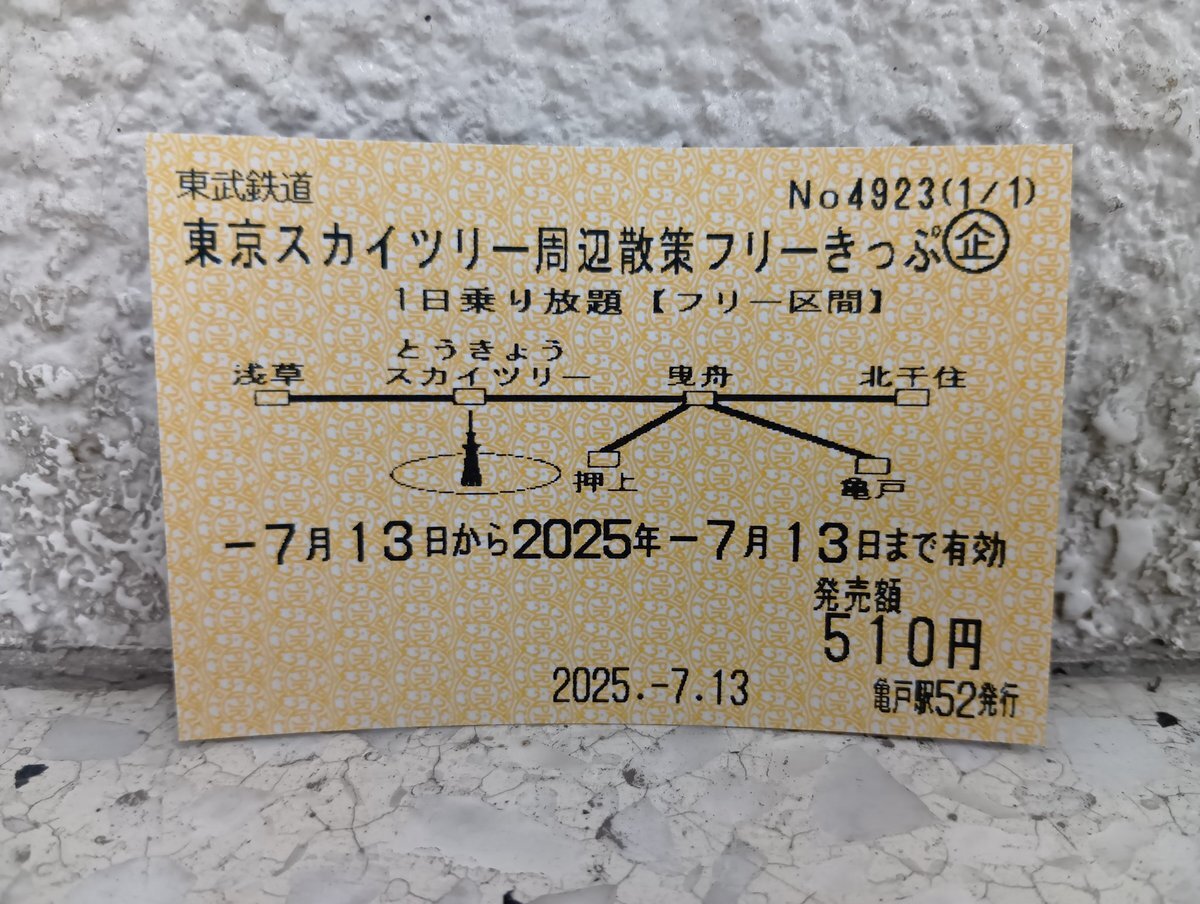 東武鉄道
No4923(1/1)
東京スカイツリー周辺散策フリーきっぷ㊭
1日乗り放題【フリー区間】
とうきょう
浅草 スカイツリー 曳舟 北千住
押上 亀戸
-7月13日から2025年-7月13日まで有効
発売額
510円
2025.-7.13
亀戸駅52発行